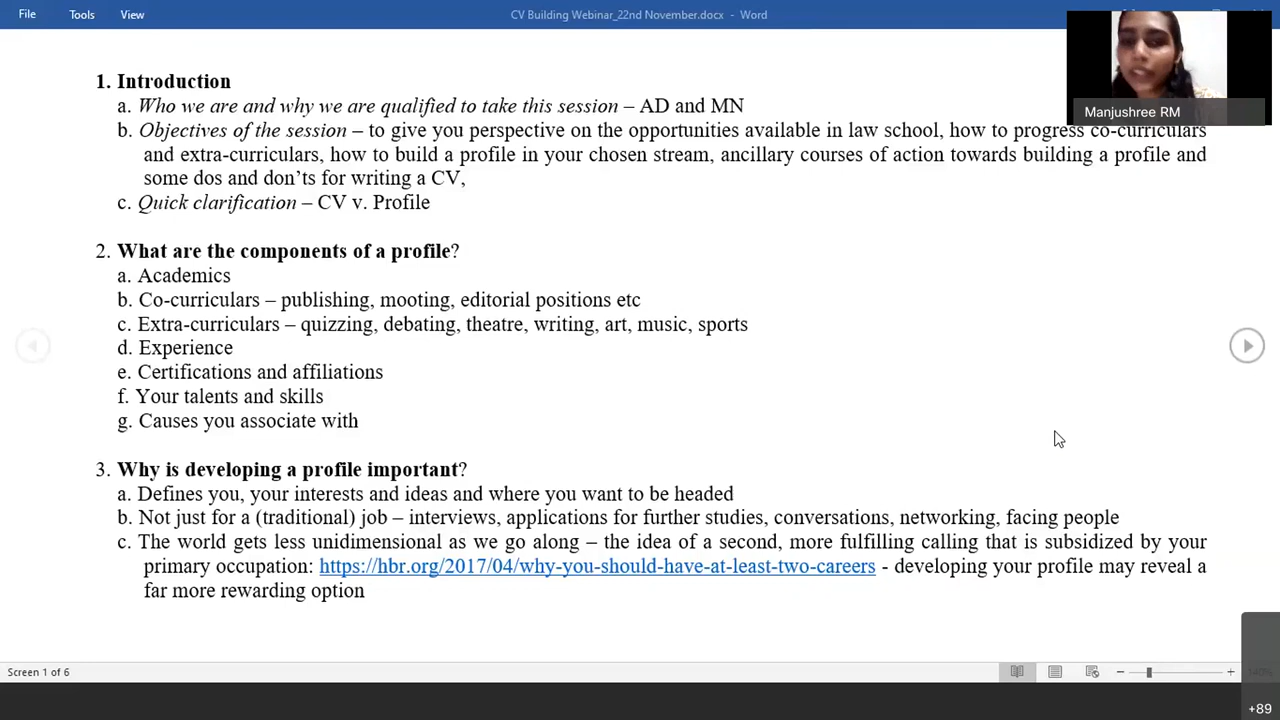 File Tools View CV Building Webinar_22nd November.docx - Word
Manjushree RM
1. Introduction
a. Who we are and why we are qualified to take this session – AD and MN
b. Objectives of the session – to give you perspective on the opportunities available in law school, how to progress co-curriculars
and extra-curriculars, how to build a profile in your chosen stream, ancillary courses of action towards building a profile and
some dos and don’ts for writing a CV,
c. Quick clarification – CV v. Profile
2. What are the components of a profile?
a. Academics
b. Co-curriculars – publishing, mooting, editorial positions etc
c. Extra-curriculars – quizzing, debating, theatre, writing, art, music, sports
d. Experience
e. Certifications and affiliations
f. Your talents and skills
g. Causes you associate with
3. Why is developing a profile important?
a. Defines you, your interests and ideas and where you want to be headed
b. Not just for a (traditional) job – interviews, applications for further studies, conversations, networking, facing people
c. The world gets less unidimensional as we go along – the idea of a second, more fulfilling calling that is subsidized by your
primary occupation: https://hbr.org/2017/04/why-you-should-have-at-least-two-careers - developing your profile may reveal a
far more rewarding option
Screen 1 of 6
+89